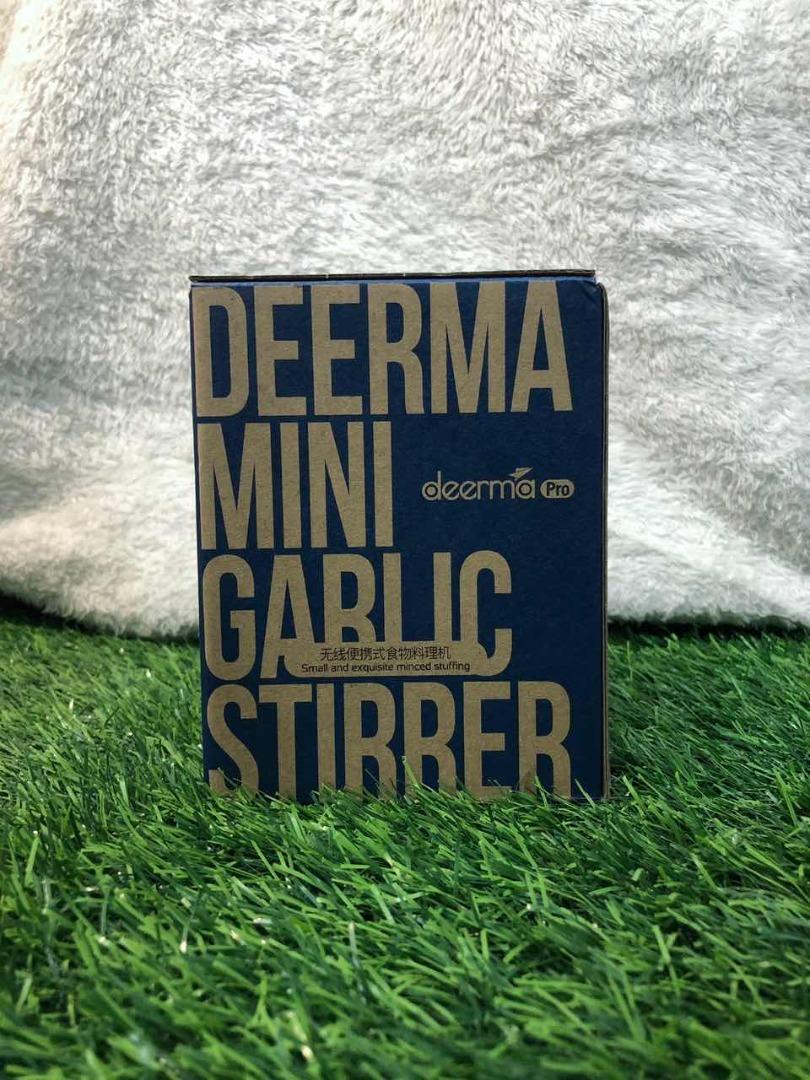 DEERMA
MINI
deerma Pro
GARLIC
无线便携式食物料理机
Small and exquisite minced stuffing
STIRRER